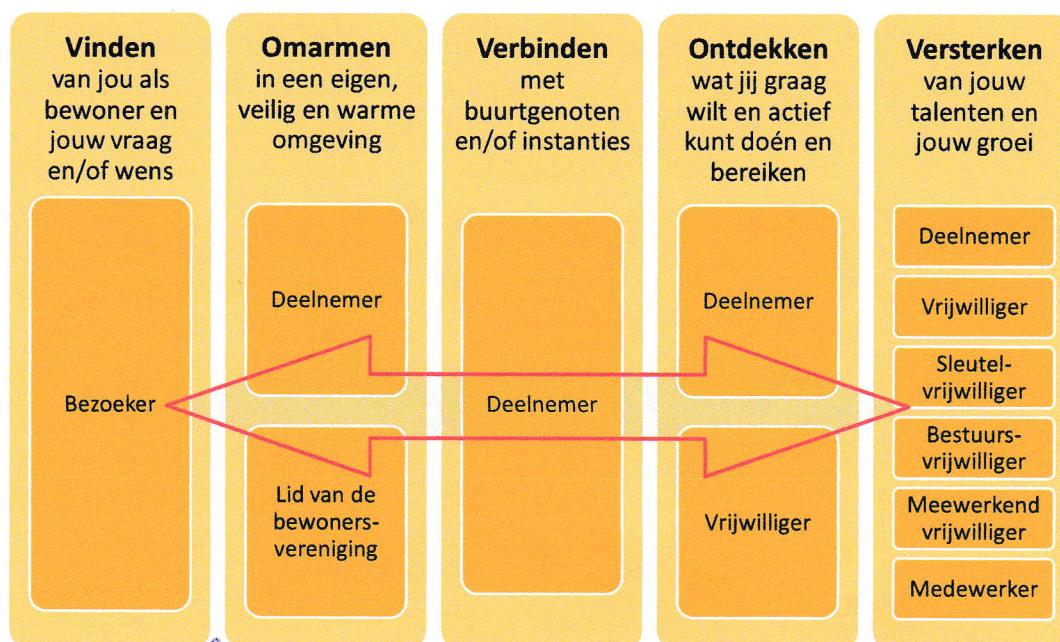 Vinden
van jou als
bewoner en
jouw vraag
en/of wens
Bezoeker
Omarmen
in een eigen,
veilig en warme
omgeving
Deelnemer
Lid van de
bewoners-
vereniging
Verbinden
met
buurtgenoten
en/of instanties
Deelnemer
Ontdekken
wat jij graag
wilt en actief
kunt doén en
bereiken
Deelnemer
Vrijwilliger
Versterken
van jouw
talenten en
jouw groei
Deelnemer
Vrijwilliger
Sleutel-
vrijwilliger
Bestuurs-
vrijwilliger
Meewerkend
vrijwilliger
Medewerker